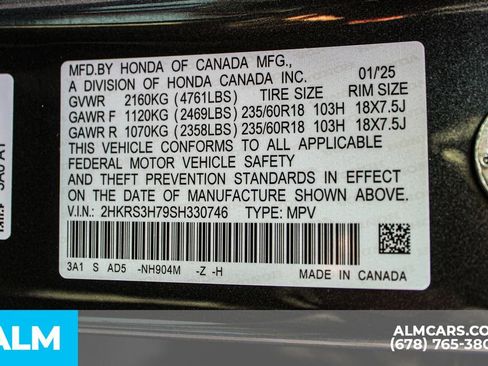 MFD.BY HONDA OF CANADA MFG.,
A DIVISION OF HONDA CANADA INC. 01/'25
GVWR 2160KG (4761LBS) TIRE SIZE RIM SIZE
GAWR F 1120KG (2469LBS) 235/60R18 103H 18X7.5J
GAWR R 1070KG (2358LBS) 235/60R18 103H 18X7.5J
THIS VEHICLE CONFORMS TO ALL APPLICABLE
FEDERAL MOTOR VEHICLE SAFETY
AND THEFT PREVENTION STANDARDS IN EFFECT
ON THE DATE OF MANUFACTURE SHOWN ABOVE.
V.I.N.: 2HKRS3H79SH330746 TYPE: MPV
3A1 S AD5 -NH904M -Z -H
MADE IN CANADA
ALM
ALMCARS.CO
(678) 765-380